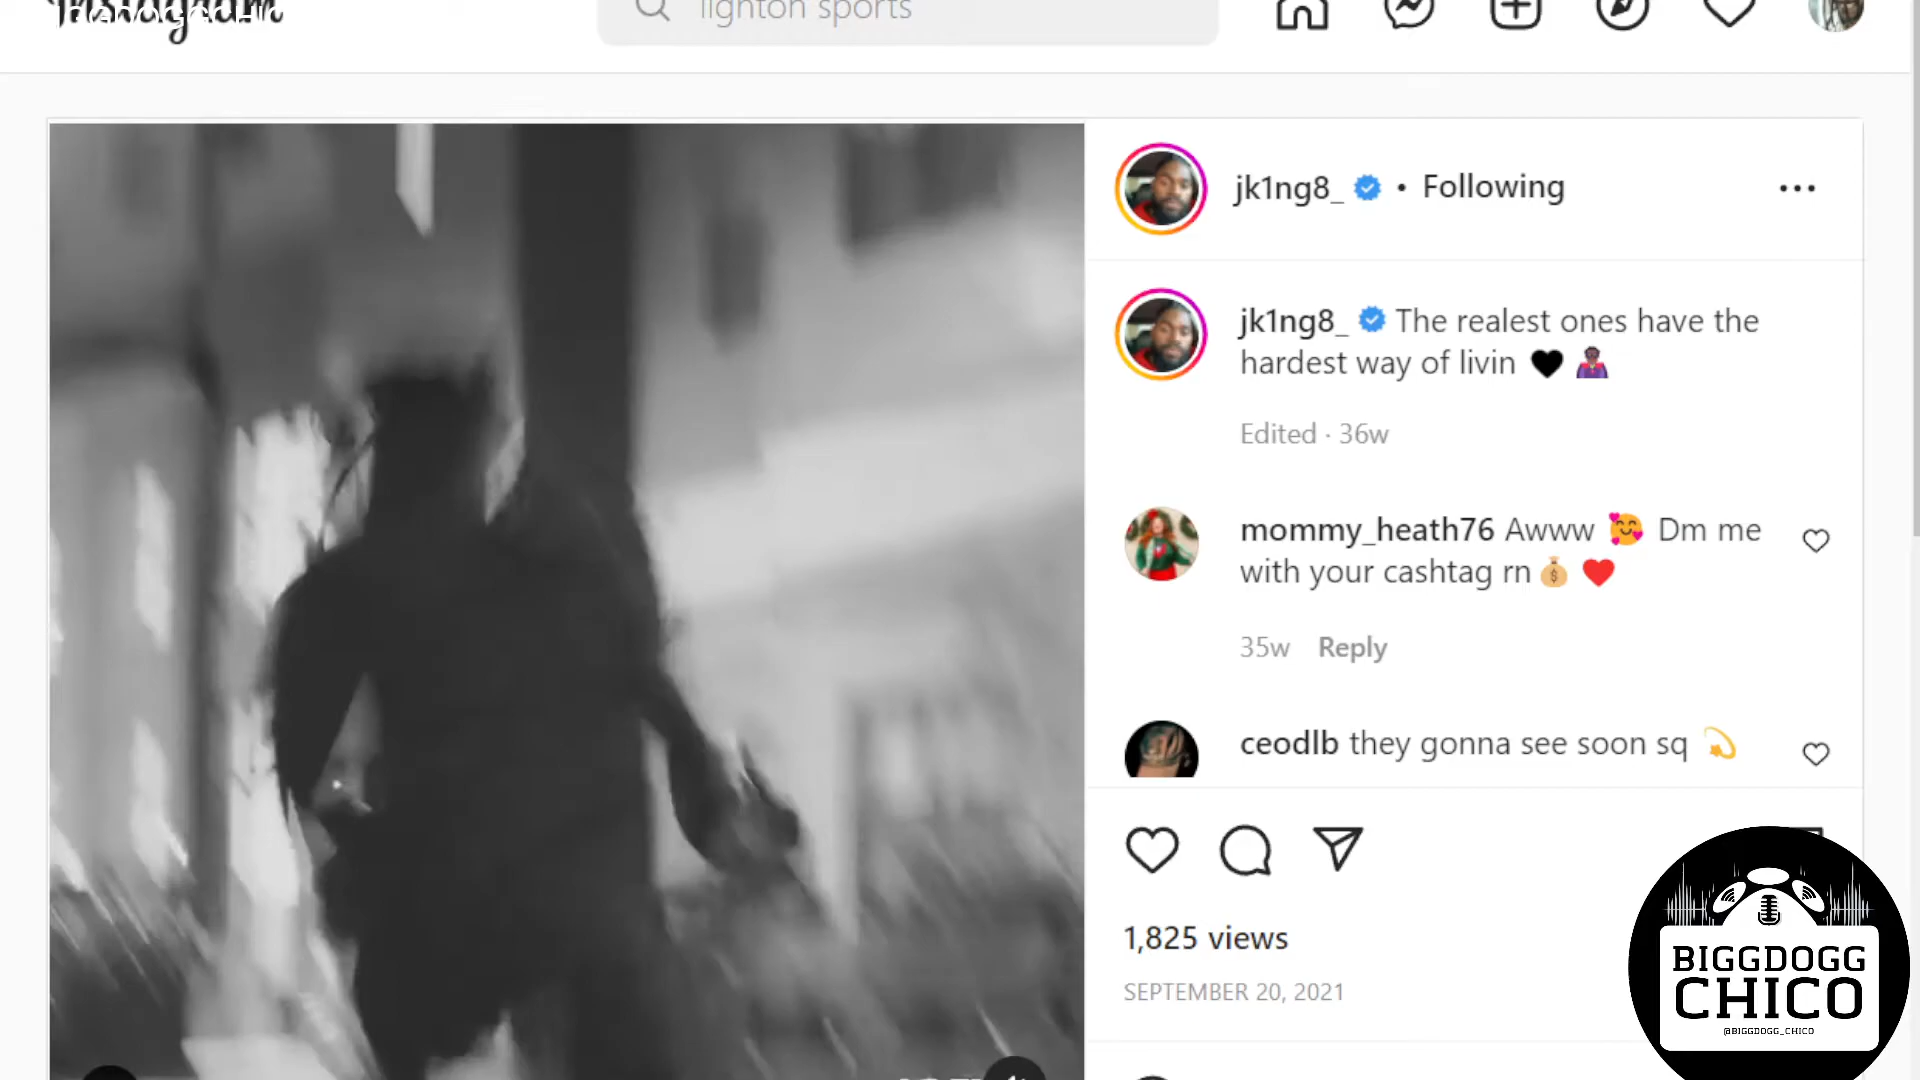 lighton sports
jk1ng8_ • Following
jk1ng8_ The realest ones have the
hardest way of livin
Edited · 36w
mommy_heath76 Awww Dm me
with your cashtag rn
35w Reply
ceodlb they gonna see soon sq
1,825 views
SEPTEMBER 20, 2021
BIGGDOGG
CHICO
@BIGGDOGG_CHICO